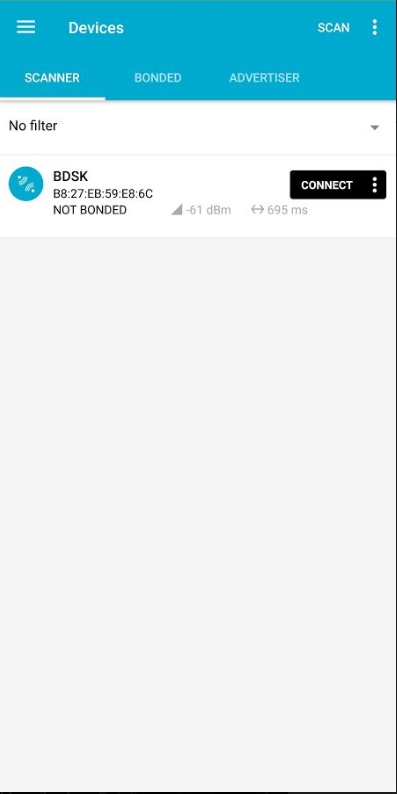 Devices SCAN
SCANNER BONDED ADVERTISER
No filter
BDSK
B8:27:EB:59:E8:6C
CONNECT
NOT BONDED -61 dBm 695 ms